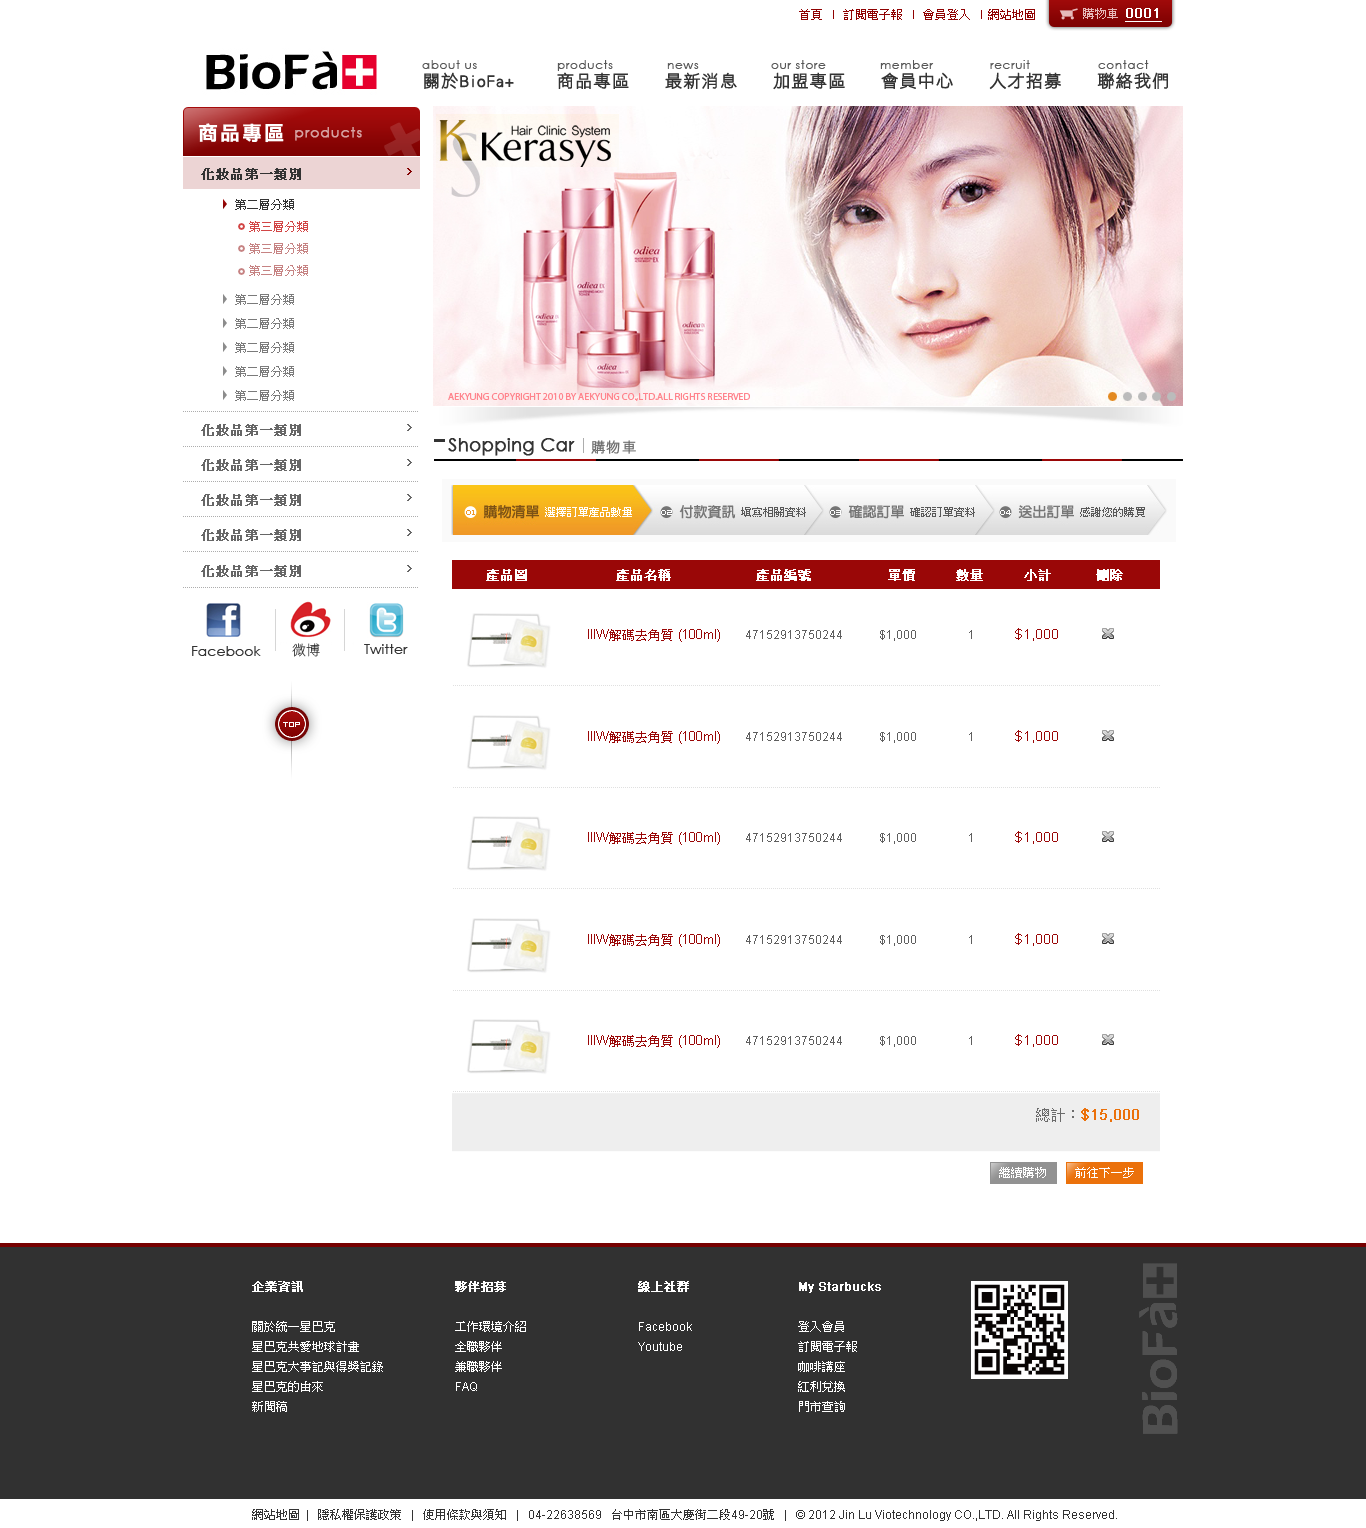 首頁 | 訂閱電子報 | 會員登入 | 網站地圖 購物車 0001
BioFà+
about us products news our store member recruit contact
關於BioFa+ 商品專區 最新消息 加盟專區 會員中心 人才招募 聯絡我們
商品專區 products
化妝品第一類別
第二層分類
第三層分類
第三層分類
第三層分類
第二層分類
第二層分類
第二層分類
第二層分類
第二層分類
化妝品第一類別
化妝品第一類別
化妝品第一類別
化妝品第一類別
化妝品第一類別
Facebook 微博 Twitter
TOP
Hair Clinic System
Kerasys
odiea
odiea
odiea
odiea
odiea
AEKYUNG COPYRIGHT 2010 BY AEKYUNG CO.,LTD.ALL RIGHTS RESERVED
Shopping Car | 購物車
01 購物清單 選擇訂單產品數量 02 付款資訊 填寫相關資料 03 確認訂單 確認訂單資料 04 送出訂單 感謝您的購買
產品圖 產品名稱 產品編號 單價 數量 小計 刪除
IIIVV解碼去角質 (100ml) 47152913750244 $1,000 1 $1,000
IIIVV解碼去角質 (100ml) 47152913750244 $1,000 1 $1,000
IIIVV解碼去角質 (100ml) 47152913750244 $1,000 1 $1,000
IIIVV解碼去角質 (100ml) 47152913750244 $1,000 1 $1,000
IIIVV解碼去角質 (100ml) 47152913750244 $1,000 1 $1,000
總計：$15,000
繼續購物 前往下一步
企業資訊
關於統一星巴克
星巴克共愛地球計畫
星巴克大事記與得獎記錄
星巴克的由來
新聞稿
夥伴招募
工作環境介紹
全職夥伴
兼職夥伴
FAQ
線上社群
Facebook
Youtube
My Starbucks
登入會員
訂閱電子報
咖啡講座
紅利兌換
門市查詢
BioFà+
網站地圖 | 隱私權保護政策 | 使用條款與須知 | 04-22638569 台中市南區大慶街二段49-20號 | © 2012 Jin Lu Viotechnology CO.,LTD. All Rights Reserved.